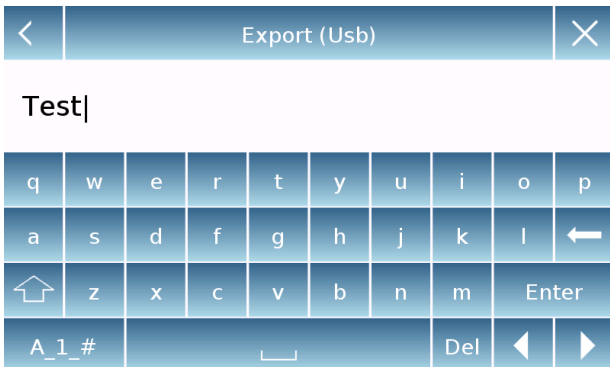 Export (Usb)
Test
q w e r t y u i o p
a s d f g h j k l
z x c v b n m Enter
A_1_# Del